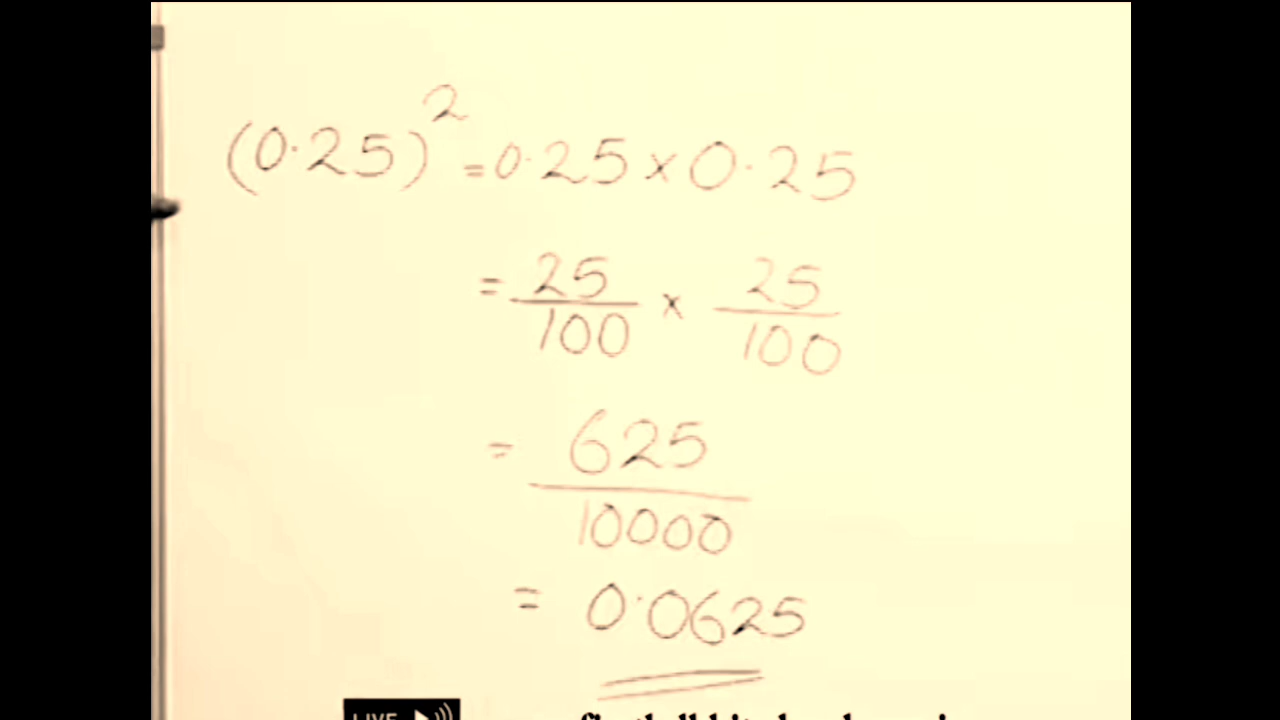 (0.25)² = 0.25 × 0.25
= 25/100 × 25/100
= 625/10000
= 0.0625
LIVE